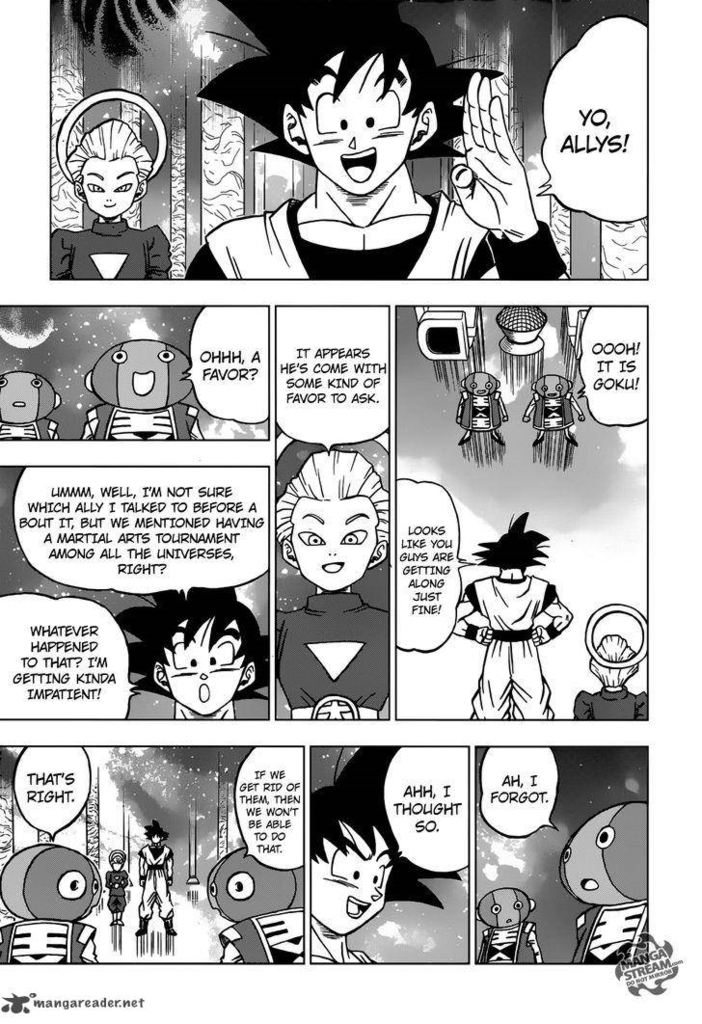 YO,
ALLYS!
OOOH!
IT IS
GOKU!
LOOKS
LIKE YOU
GUYS ARE
GETTING
ALONG
JUST
FINE!
IT APPEARS
HE'S COME WITH
SOME KIND OF
FAVOR TO ASK.
OHHH, A
FAVOR?
UMMM, WELL, I'M NOT SURE
WHICH ALLY I TALKED TO BEFORE A
BOUT IT, BUT WE MENTIONED HAVING
A MARTIAL ARTS TOURNAMENT
AMONG ALL THE UNIVERSES,
RIGHT?
WHATEVER
HAPPENED
TO THAT? I'M
GETTING KINDA
IMPATIENT!
AH, I
FORGOT.
AHH, I
THOUGHT
SO.
IF WE
GET RID OF
THEM, THEN
WE WON'T
BE ABLE
TO DO
THAT.
THAT'S
RIGHT.
MANGA
STREAM.com
DO NOT MIRROR
mangareader.net